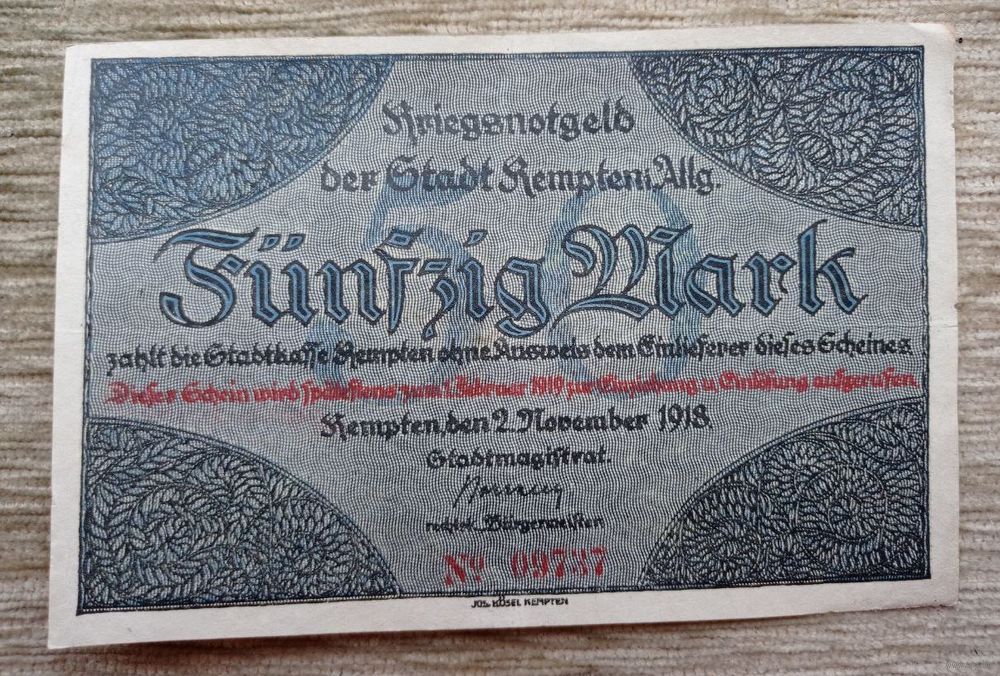 Kriegsnotgeld
der Stadt Kempten i. Allg.
50
Fünfzig Mark
zahlt die Stadtkasse Kempten ohne Ausweis dem Einlieferer dieses Scheines.
Dieser Schein wird spätestens zum 1. Februar 1919 zur Einziehung u. Einlösung aufgerufen.
Kempten, den 2. November 1918.
Stadtmagistrat.
Bürgermeister
No 09737
JOS. KÖSEL KEMPTEN